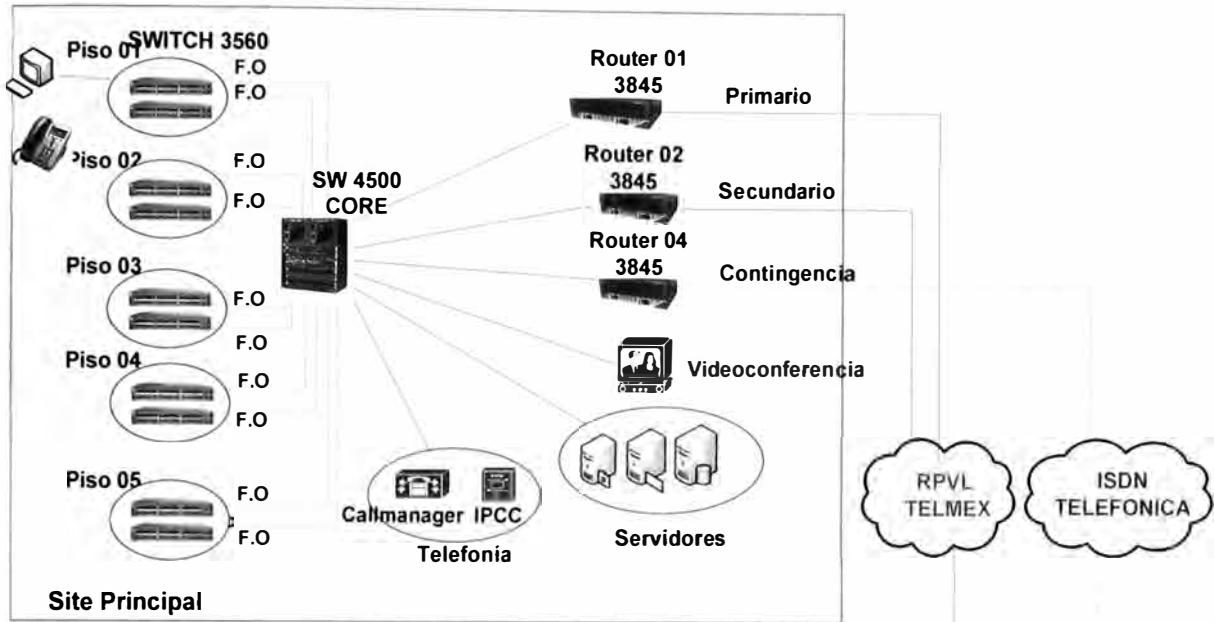 Piso 01
SWITCH 3560
F.O
F.O
Piso 02
F.O
F.O
Piso 03
F.O
F.O
Piso 04
F.O
F.O
Piso 05
F.O
F.O
SW 4500
CORE
Router 01
3845
Primario
Router 02
3845
Secundario
Router 04
3845
Contingencia
Videoconferencia
Callmanager IPCC
Telefonía
Servidores
RPVL
TELMEX
ISDN
TELEFONICA
Site Principal